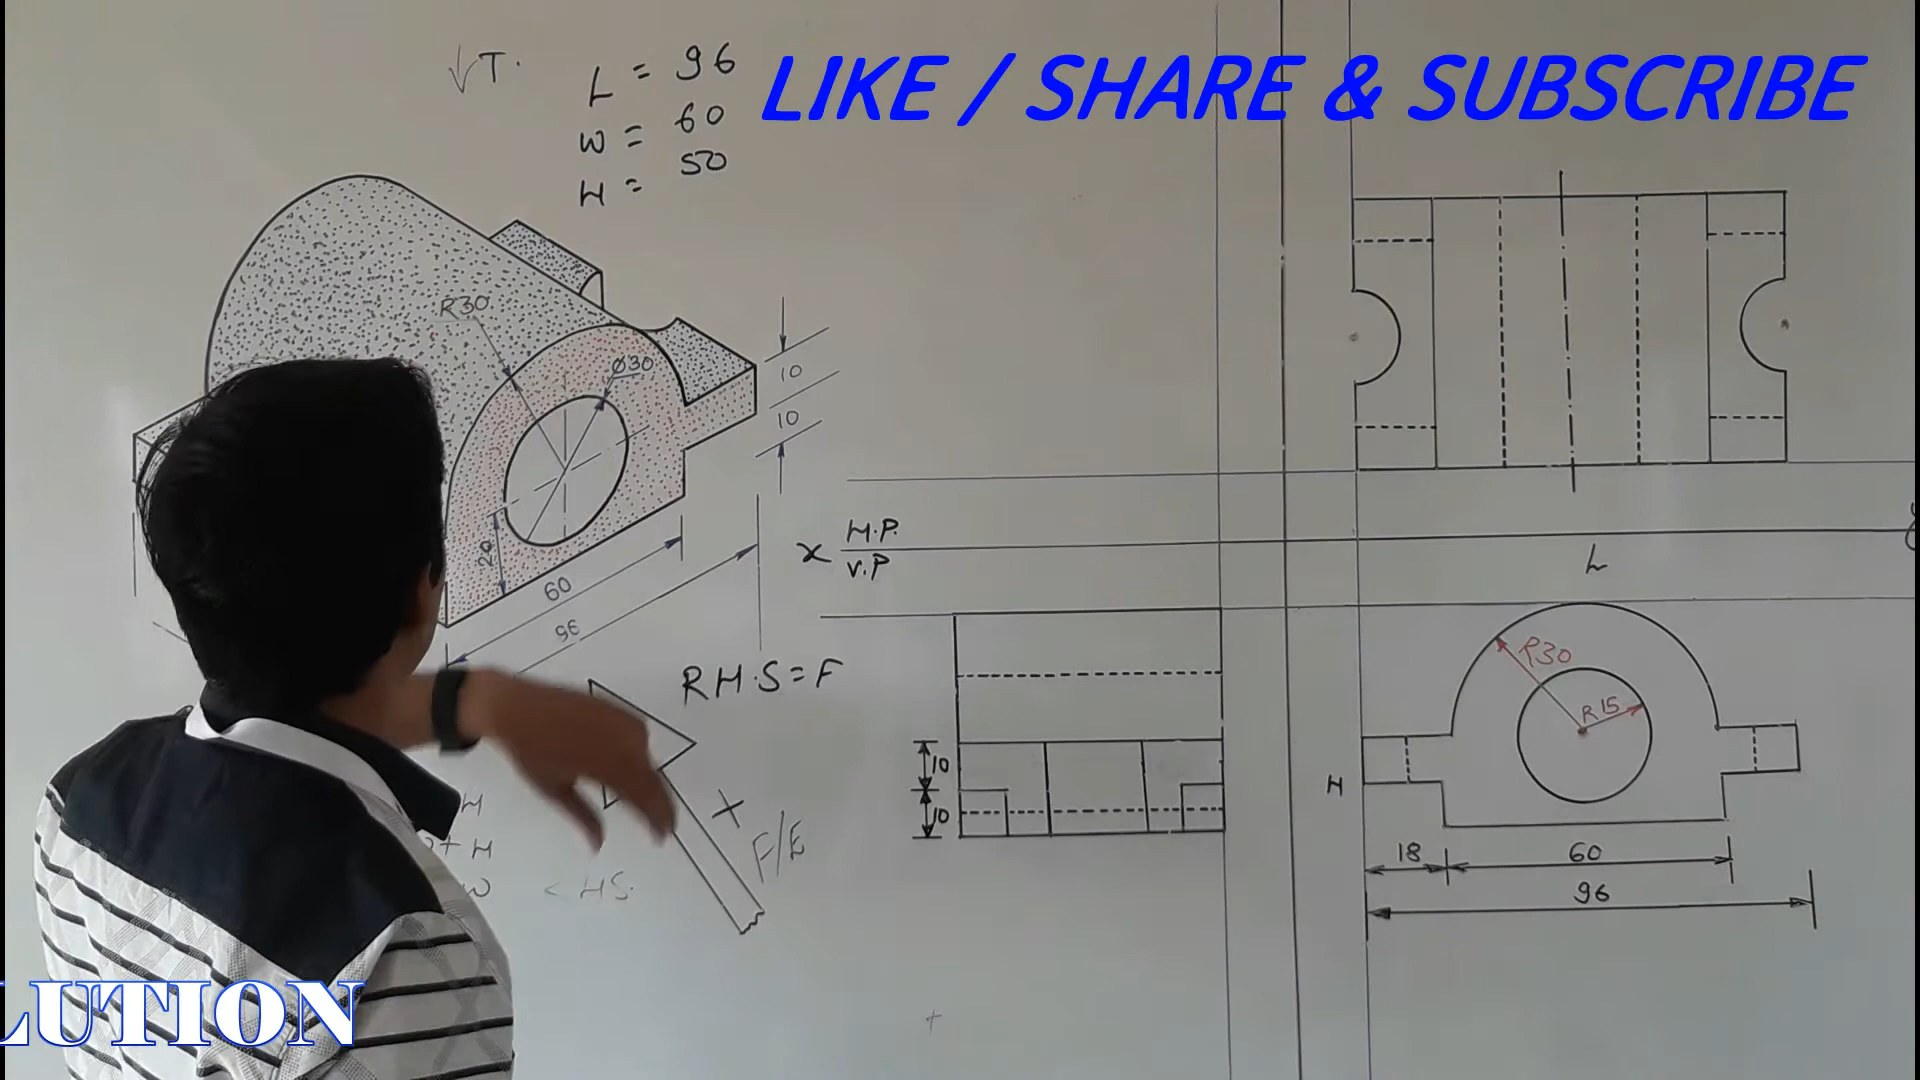 ↓T.
L = 96
W = 60
H = 50
LIKE / SHARE & SUBSCRIBE
R30
Ø30
10
10
20
60
96
X H.P.
V.P
L
RHS=F
R30
R15
10
10
H
18
60
96
X
F/E
H
+ H
W < HS.
LUTION